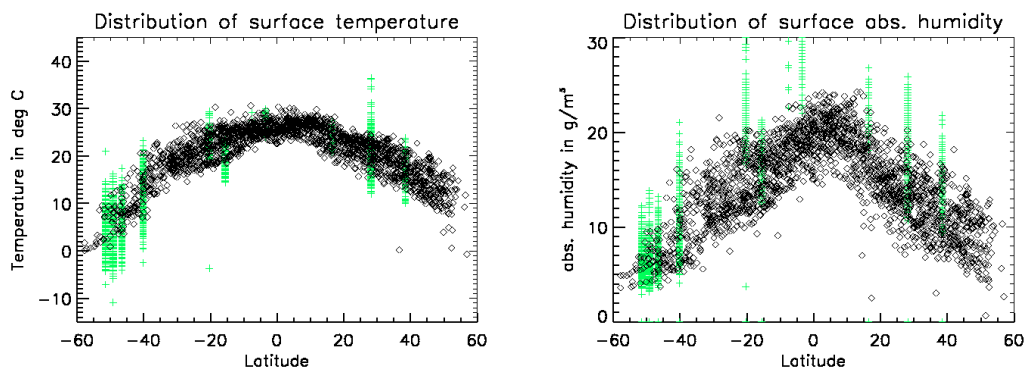 Distribution of surface temperature
Temperature in deg C
40
30
20
10
0
−10
−60 −40 −20 0 20 40 60
Latitude
Distribution of surface abs. humidity
abs. humidity in g/m³
30
20
10
0
−60 −40 −20 0 20 40 60
Latitude